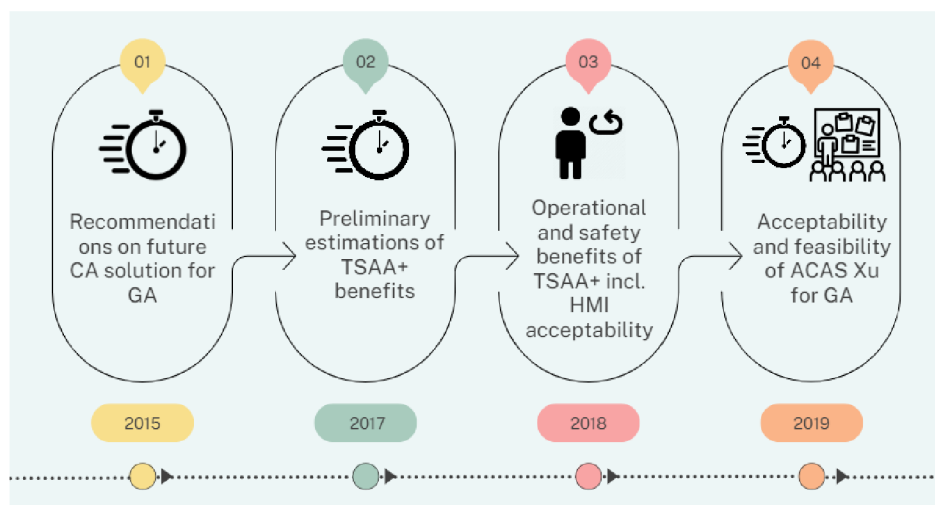 01
Recommendati
ons on future
CA solution for
GA
2015
02
Preliminary
estimations of
TSAA+
benefits
2017
03
Operational
and safety
benefits of
TSAA+ incl.
HMI
acceptability
2018
04
Acceptability
and feasibility
of ACAS Xu
for GA
2019